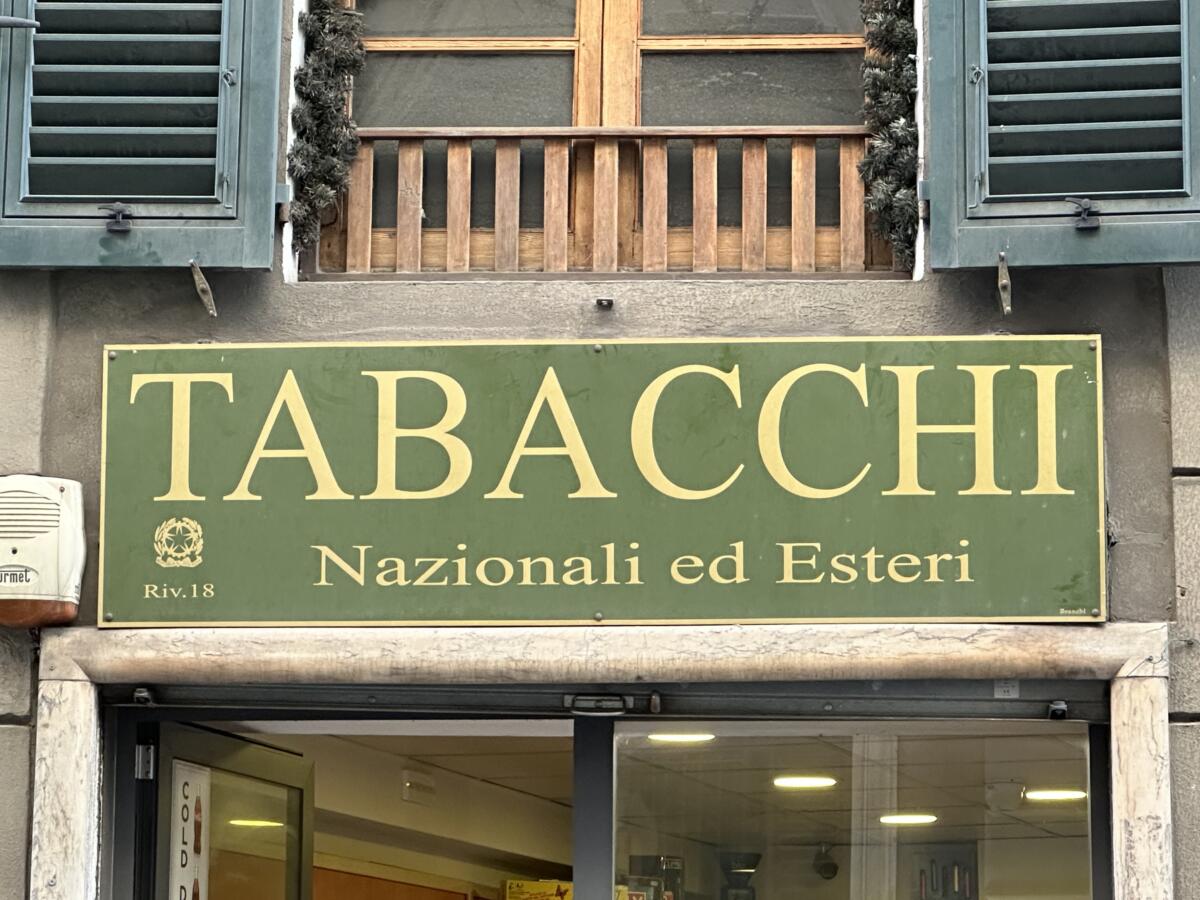 TABACCHI
Nazionali ed Esteri
Riv.18
COLD D